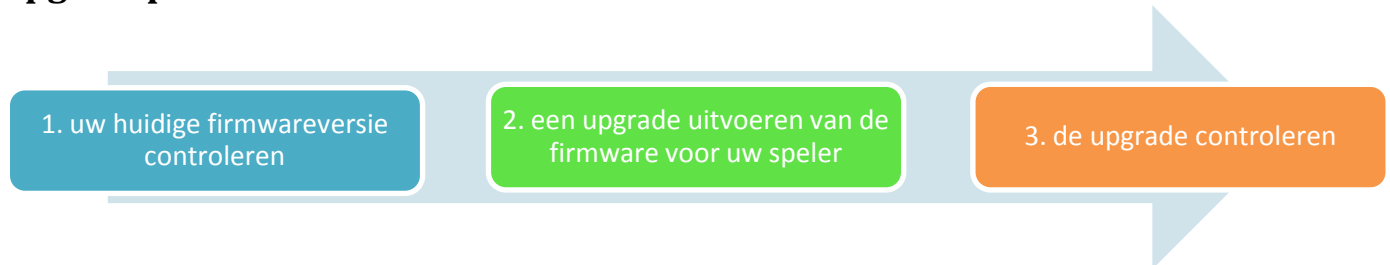 1. uw huidige firmwareversie
controleren
2. een upgrade uitvoeren van de
firmware voor uw speler
3. de upgrade controleren